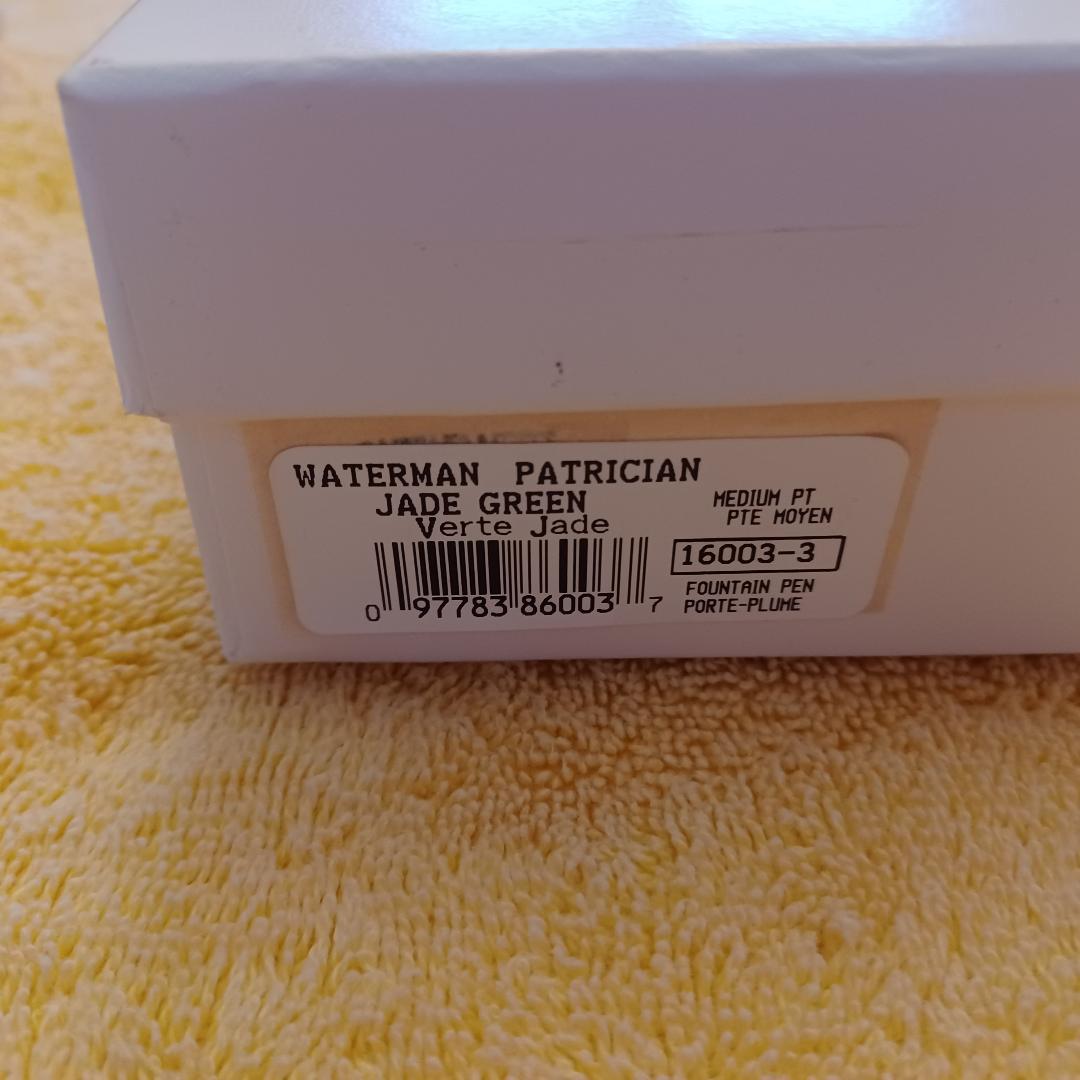 WATERMAN PATRICIAN
JADE GREEN
Verte Jade
MEDIUM PT
PTE MOYEN
16003-3
FOUNTAIN PEN
PORTE-PLUME
0 97783 86003 7